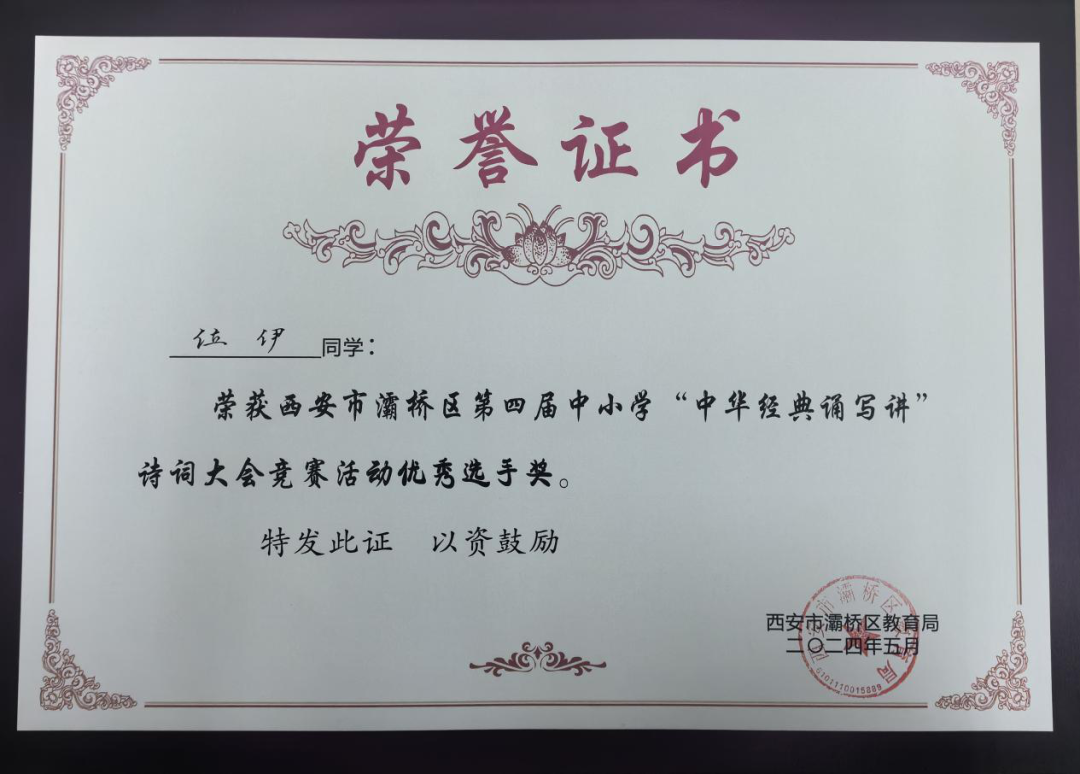 荣誉证书
伍 伊 同学：
荣获西安市灞桥区第四届中小学“中华经典诵写讲”
诗词大会竞赛活动优秀选手奖。
特发此证 以资鼓励
西安市灞桥区教育局
二〇二四年五月
6101110015889